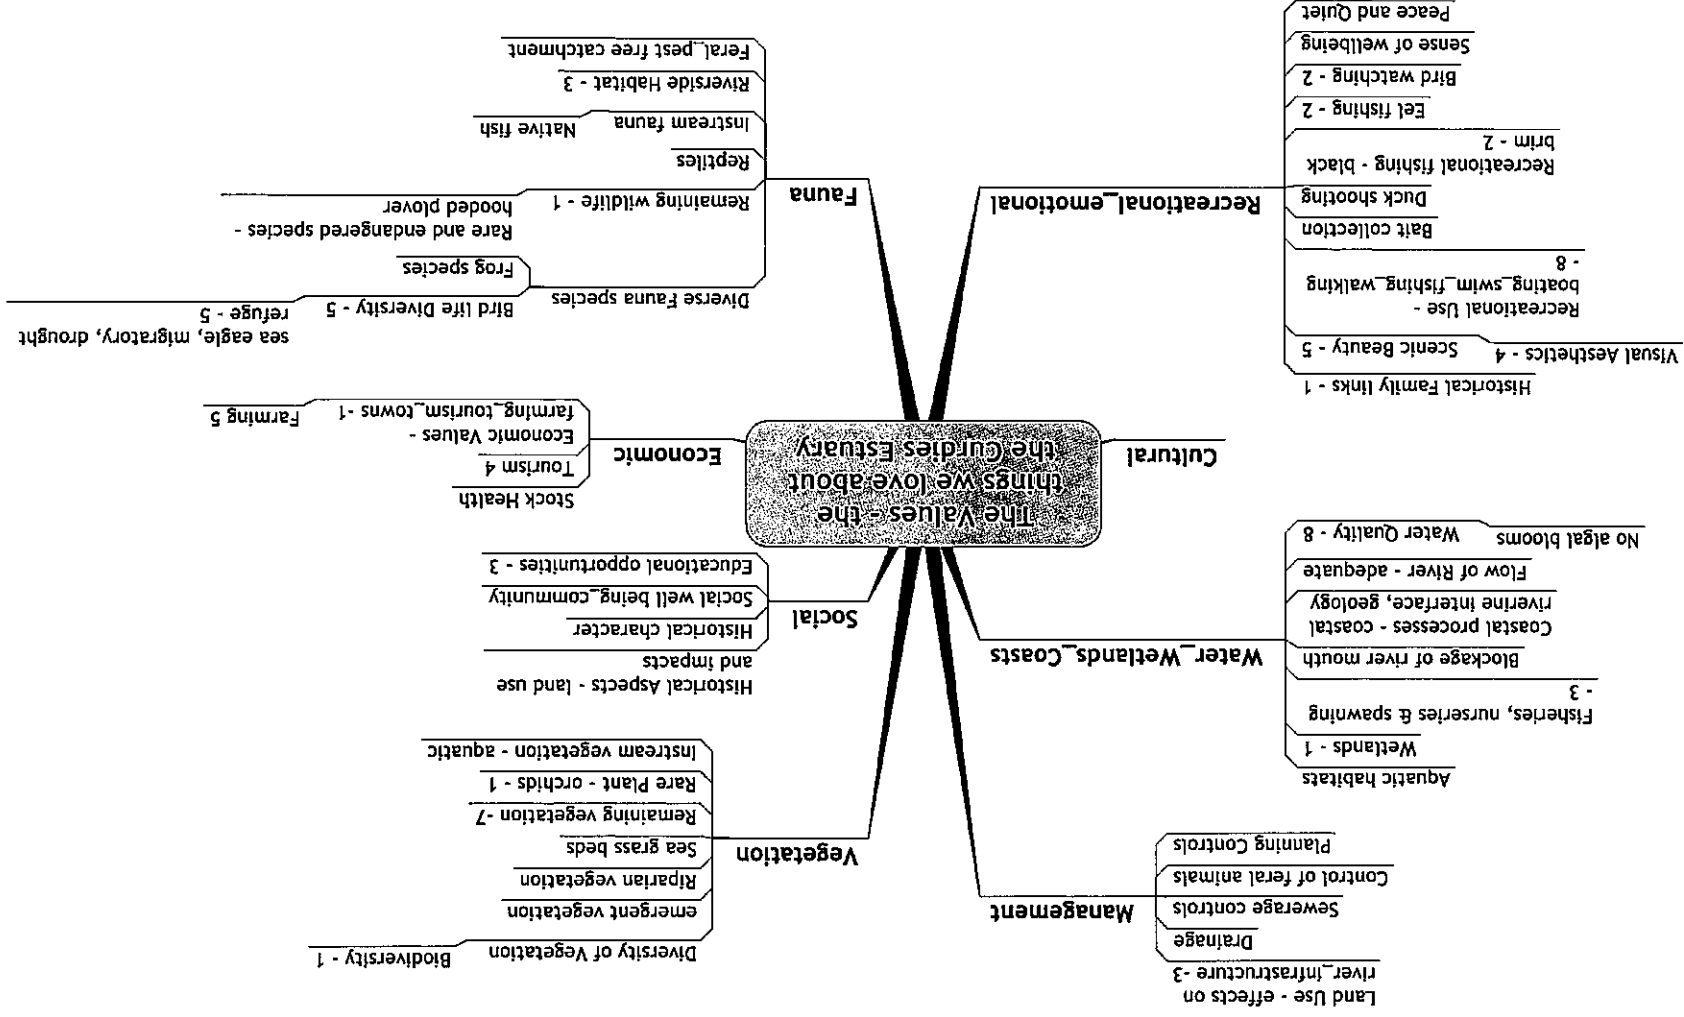 The Values - the
things we love about
the Curdies Estuary
Management
Land Use - effects on
river_infrastructure -3
Drainage
Sewerage controls
Control of feral animals
Planning Controls
Water_Wetlands_Coasts
Aquatic habitats
Wetlands - 1
Fisheries, nurseries & spawning
- 3
Blockage of river mouth
Coastal processes - coastal
riverine interface, geology
Flow of River - adequate
Water Quality - 8
No algal blooms
Cultural
Recreational_emotional
Historical Family links - 1
Scenic Beauty - 5
Visual Aesthetics - 4
Recreational Use -
boating_swim_fishing_walking
- 8
Bait collection
Duck shooting
Recreational fishing - black
brim - 2
Eel fishing - 2
Bird watching - 2
Sense of wellbeing
Peace and Quiet
Vegetation
Diversity of Vegetation
Biodiversity - 1
emergent vegetation
Riparian vegetation
Sea grass beds
Remaining vegetation -7
Rare Plant - orchids - 1
Instream vegetation - aquatic
Social
Historical Aspects - land use
and impacts
Historical character
Social well being_community
Educational opportunities - 3
Economic
Stock Health
Tourism 4
Economic Values -
farming_tourism_towns -1
Farming 5
Fauna
Diverse Fauna species
Bird life Diversity - 5
sea eagle, migratory, drought
refuge - 5
Frog species
Remaining wildlife - 1
Rare and endangered species -
hooded plover
Reptiles
Instream fauna
Native fish
Riverside Habitat - 3
Feral_pest free catchment